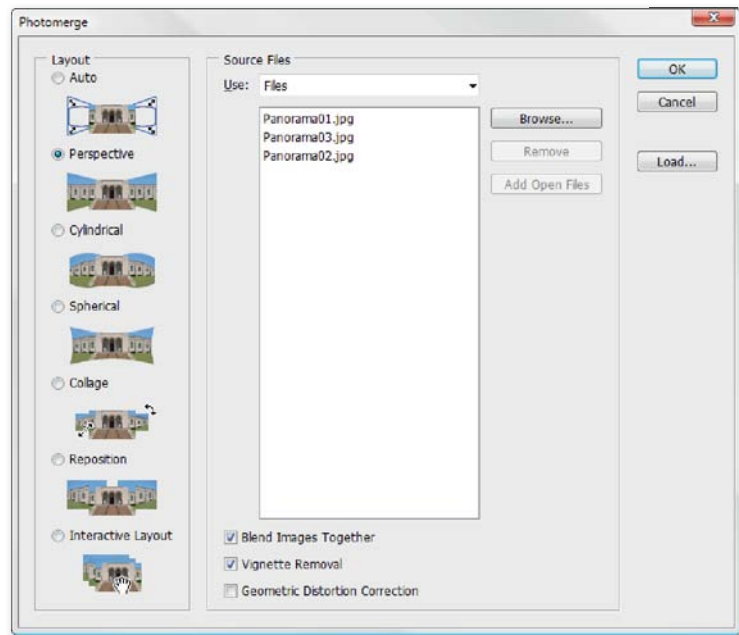 Photomerge
Layout
Auto
Perspective
Cylindrical
Spherical
Collage
Reposition
Interactive Layout
Source Files
Use: Files
Panorama01.jpg
Panorama03.jpg
Panorama02.jpg
Browse...
Remove
Add Open Files
Blend Images Together
Vignette Removal
Geometric Distortion Correction
OK
Cancel
Load...